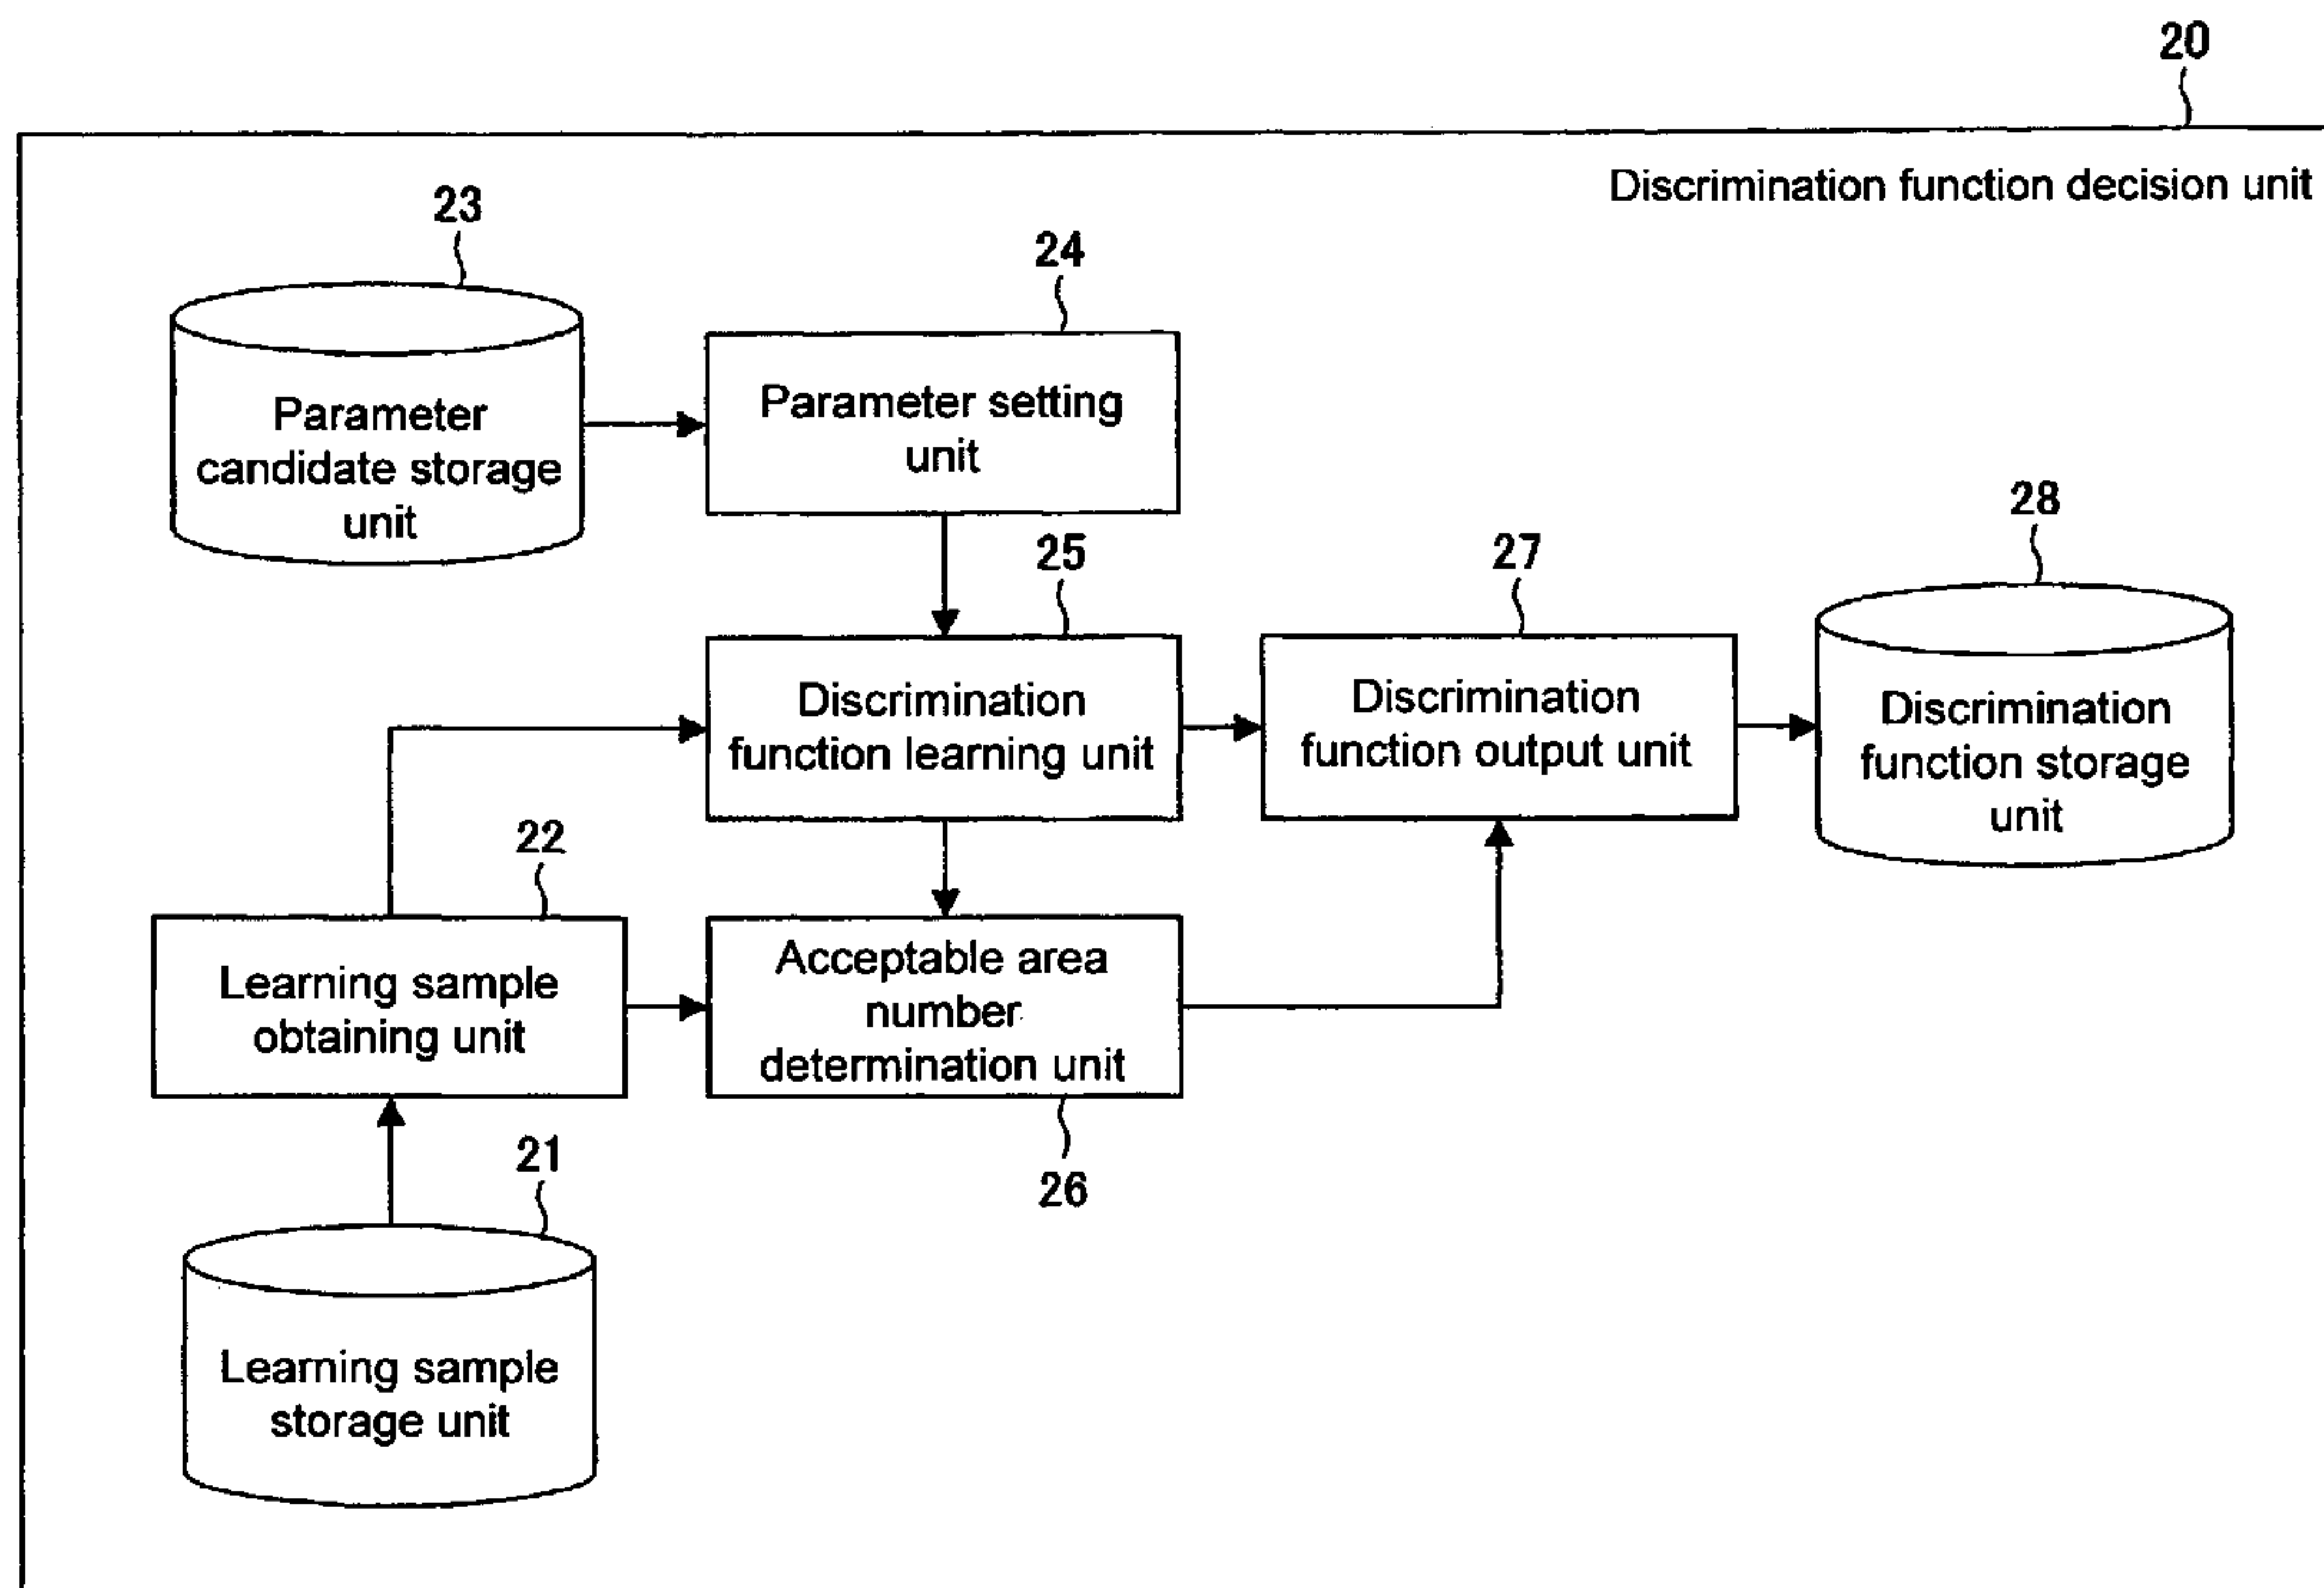 20
Discrimination function decision unit
23
Parameter
candidate storage
unit
24
Parameter setting
unit
25
Discrimination
function learning unit
27
Discrimination
function output unit
28
Discrimination
function storage
unit
22
Learning sample
obtaining unit
Acceptable area
number
determination unit
26
21
Learning sample
storage unit